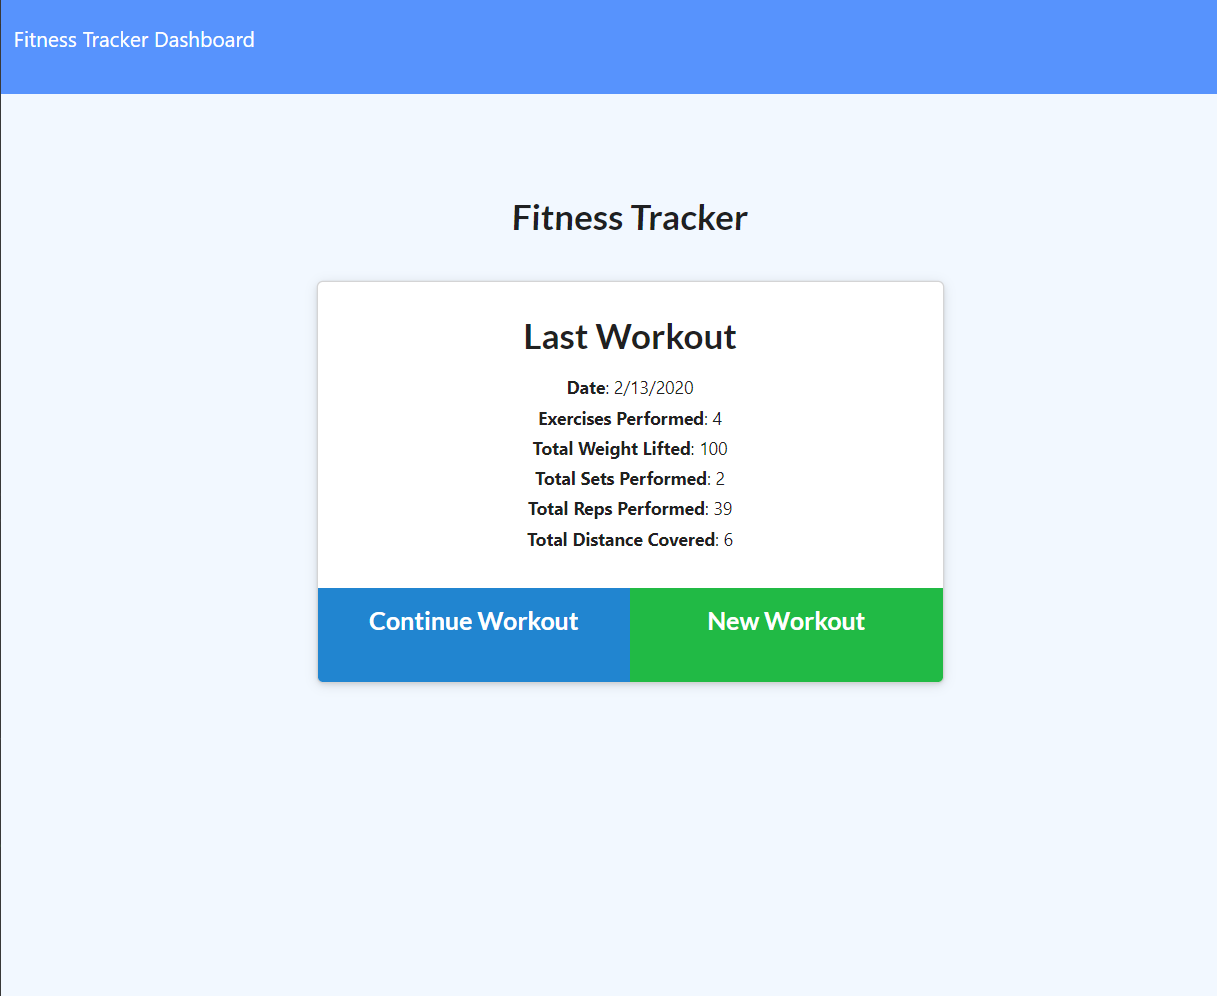 Fitness Tracker Dashboard
Fitness Tracker
Last Workout
Date: 2/13/2020
Exercises Performed: 4
Total Weight Lifted: 100
Total Sets Performed: 2
Total Reps Performed: 39
Total Distance Covered: 6
Continue Workout
New Workout